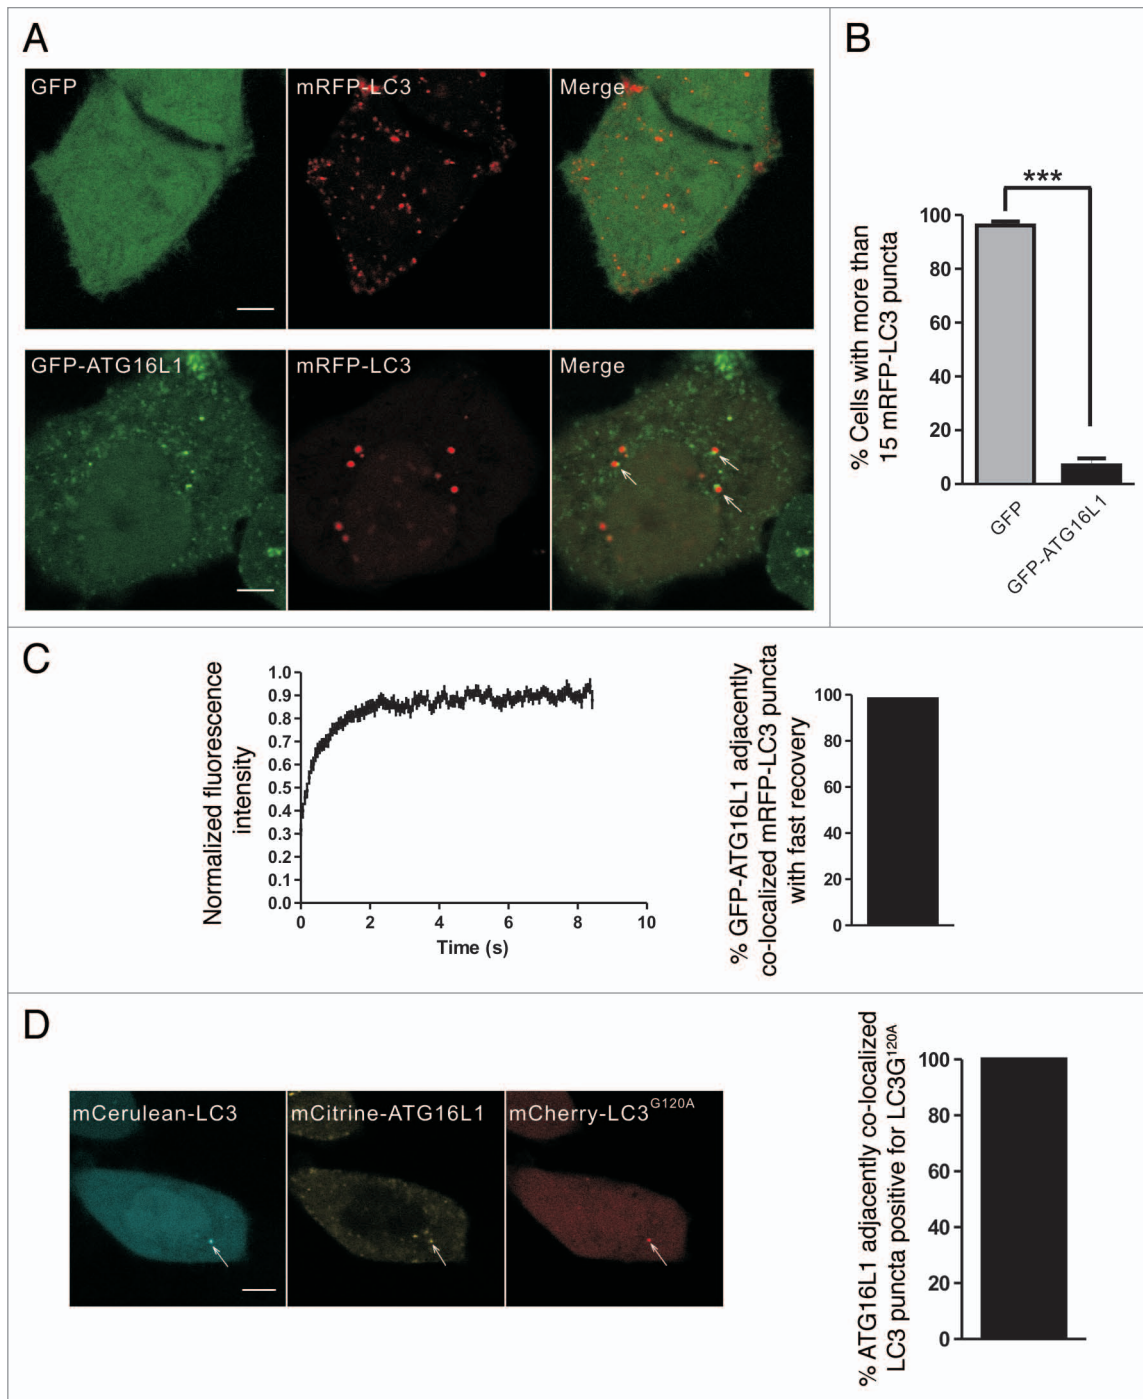 A
GFP
mRFP-LC3
Merge
GFP-ATG16L1
mRFP-LC3
Merge
B
% Cells with more than
15 mRFP-LC3 puncta
***
100
80
60
40
20
0
GFP
GFP-ATG16L1
C
Normalized fluorescence
intensity
1.0
0.9
0.8
0.7
0.6
0.5
0.4
0.3
0.2
0.1
0.0
0 2 4 6 8 10
Time (s)
% GFP-ATG16L1 adjacently
co-localized mRFP-LC3 puncta
with fast recovery
100
80
60
40
20
0
D
mCerulean-LC3
mCitrine-ATG16L1
mCherry-LC3G120A
% ATG16L1 adjacently co-localized
LC3 puncta positive for LC3G120A
100
80
60
40
20
0